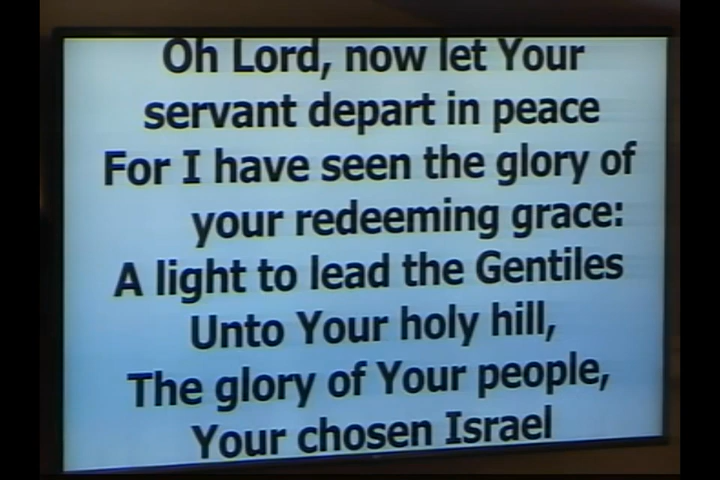 Oh Lord, now let Your
servant depart in peace
For I have seen the glory of
your redeeming grace:
A light to lead the Gentiles
Unto Your holy hill,
The glory of Your people,
Your chosen Israel